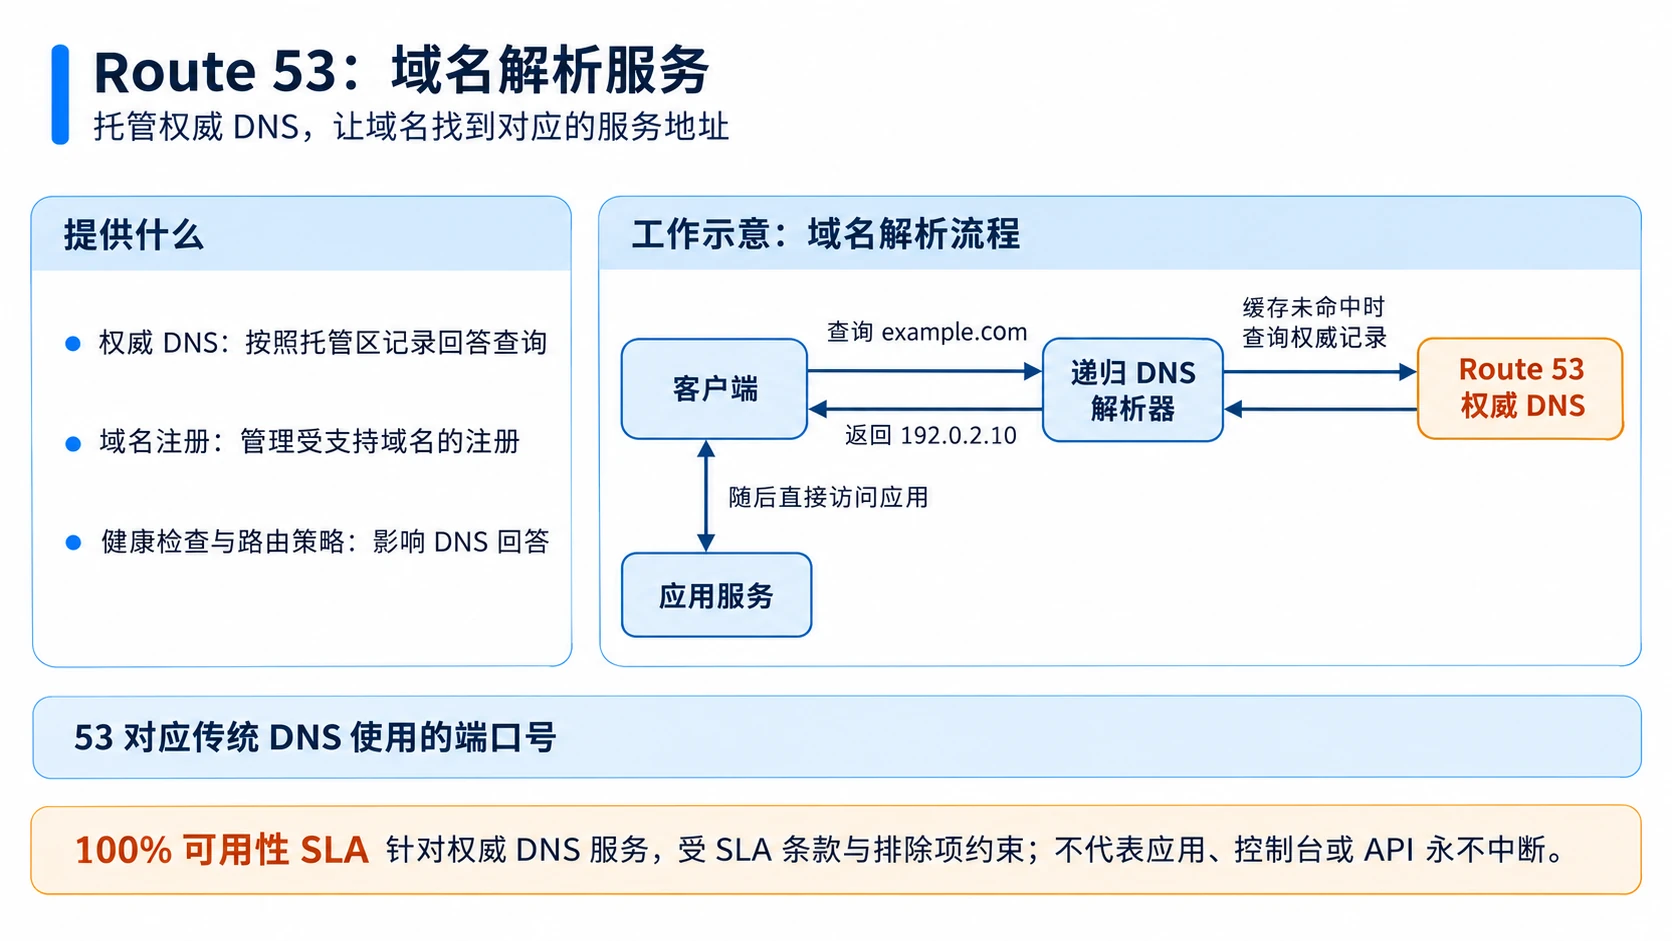 Route 53：域名解析服务
托管权威 DNS，让域名找到对应的服务地址
提供什么
权威 DNS：按照托管区记录回答查询
域名注册：管理受支持域名的注册
健康检查与路由策略：影响 DNS 回答
工作示意：域名解析流程
客户端
查询 example.com
返回 192.0.2.10
递归 DNS
解析器
缓存未命中时
查询权威记录
Route 53
权威 DNS
随后直接访问应用
应用服务
53 对应传统 DNS 使用的端口号
100% 可用性 SLA 针对权威 DNS 服务，受 SLA 条款与排除项约束；不代表应用、控制台或 API 永不中断。